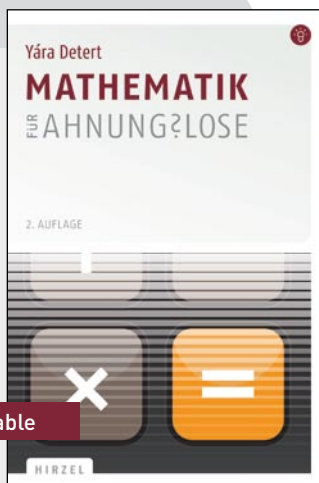 Yára Detert
MATHEMATIK
FÜR AHNUNG?LOSE
2. AUFLAGE
× =
able
HIRZEL